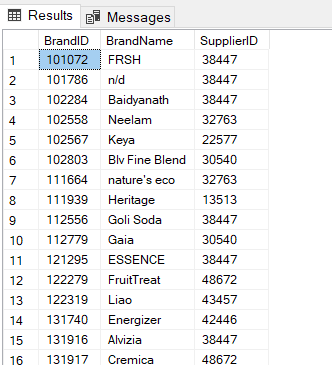 Results Messages
BrandID BrandName SupplierID
1 101072 FRSH 38447
2 101786 n/d 38447
3 102284 Baidyanath 38447
4 102558 Neelam 32763
5 102567 Keya 22577
6 102803 Blv Fine Blend 30540
7 111664 nature's eco 32763
8 111939 Heritage 13513
9 112556 Goli Soda 38447
10 112779 Gaia 30540
11 121295 ESSENCE 38447
12 122279 FruitTreat 48672
13 122319 Liao 43457
14 131740 Energizer 42446
15 131916 Alvizia 38447
16 131917 Cremica 48672